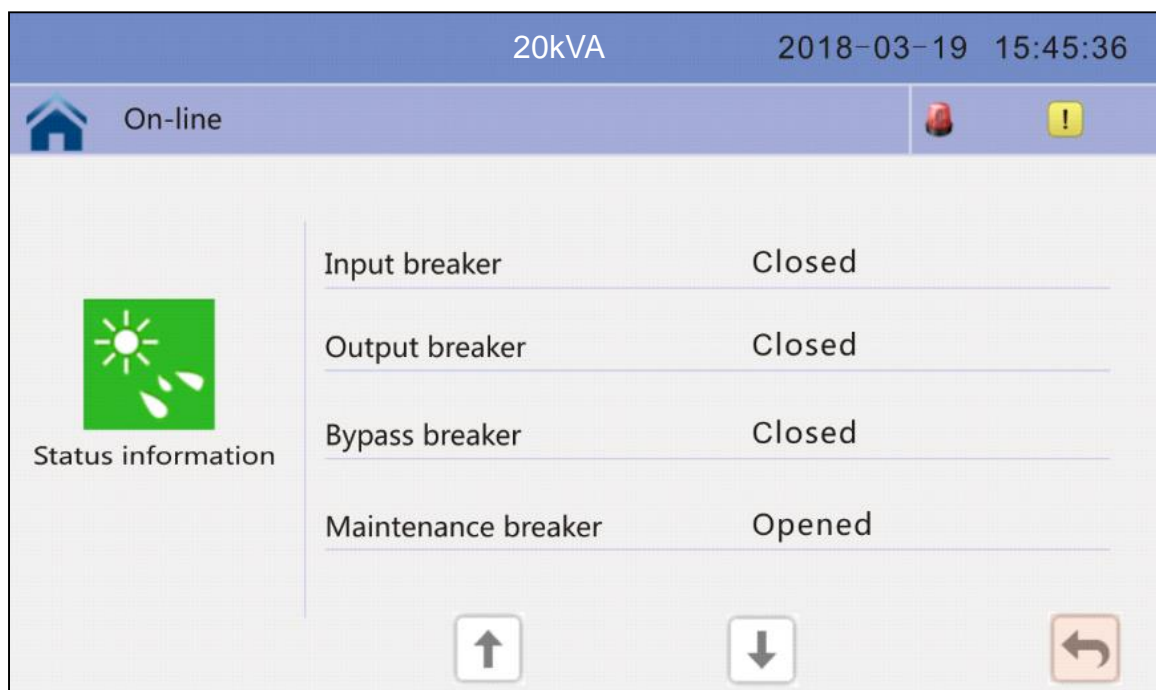 20kVA 2018-03-19 15:45:36
On-line !
Input breaker Closed
Output breaker Closed
Bypass breaker Closed
Status information
Maintenance breaker Opened